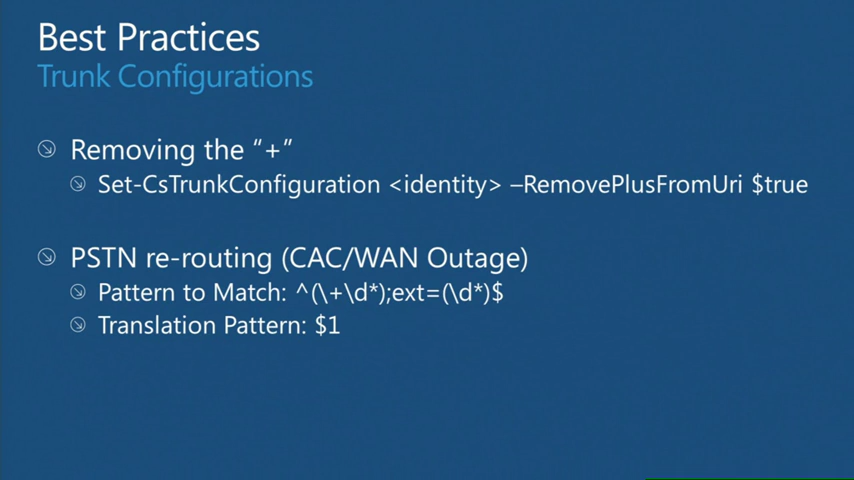 Best Practices
Trunk Configurations
Removing the “+”
Set-CsTrunkConfiguration <identity> –RemovePlusFromUri $true
PSTN re-routing (CAC/WAN Outage)
Pattern to Match: ^(\+\d*);ext=(\d*)$
Translation Pattern: $1